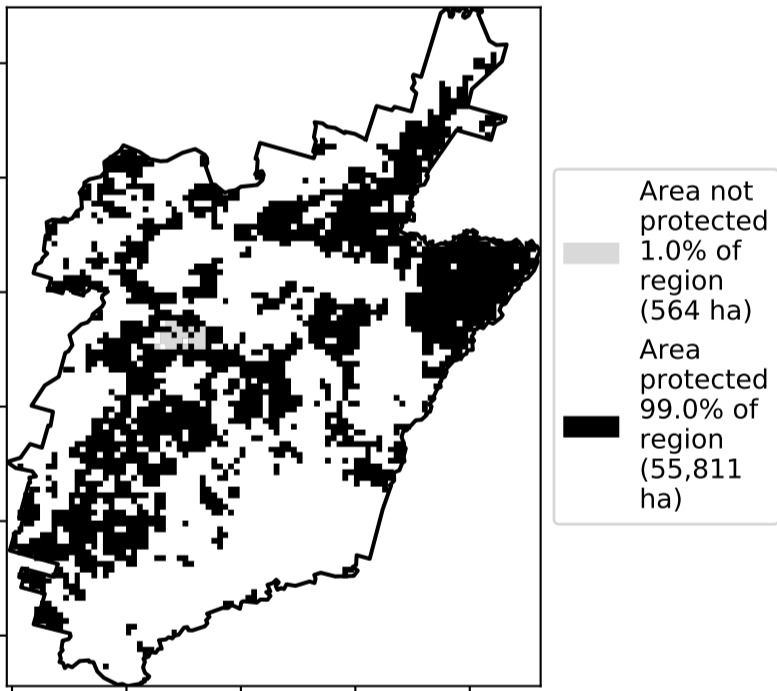 Area not
protected
1.0% of
region
(564 ha)
Area
protected
99.0% of
region
(55,811
ha)